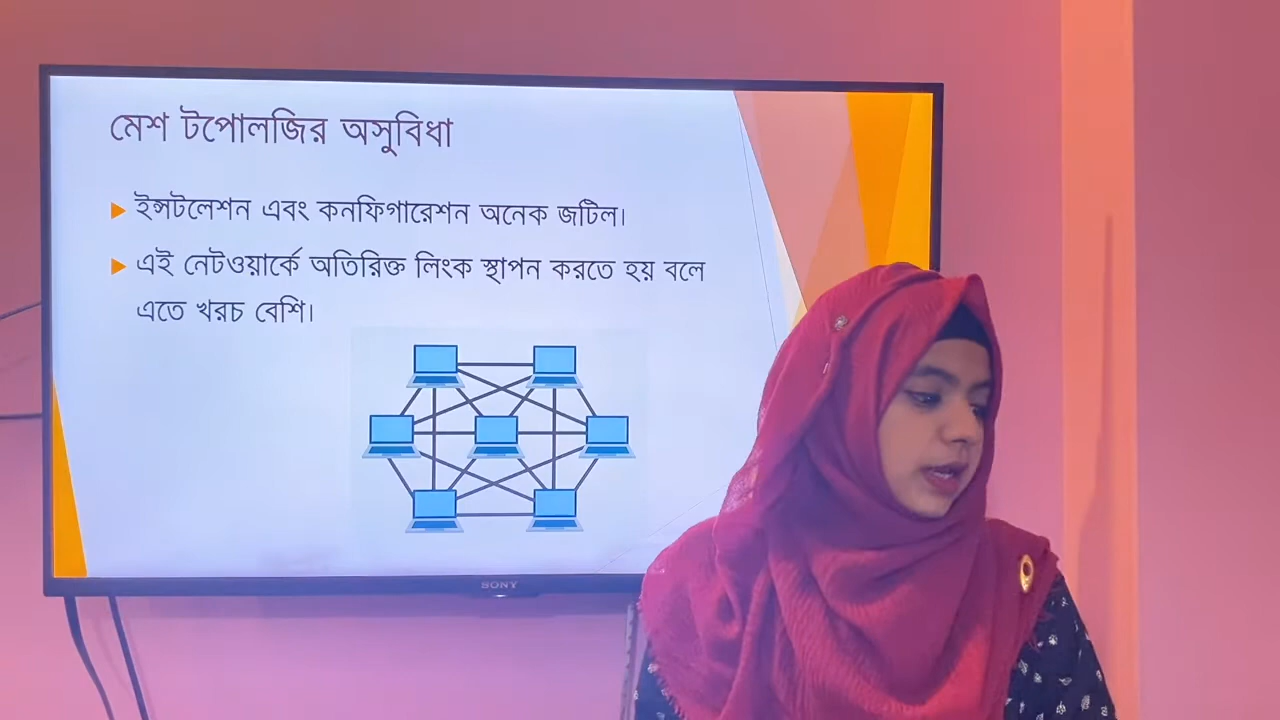 মেশ টপোলজির অসুবিধা
ইন্সটলেশন এবং কনফিগারেশন অনেক জটিল।
এই নেটওয়ার্কে অতিরিক্ত লিংক স্থাপন করতে হয় বলে
এতে খরচ বেশি।
SONY